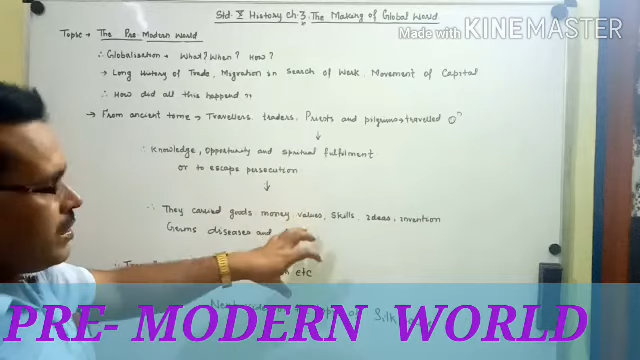 Std. X History Ch. 3. The Making of Global World
Made with KINEMASTER
Topic → The Pre-Modern World
∴ Globalisation → What? When? How?
→ Long History of Trade, Migration in Search of Work, Movement of Capital
∴ How did all this happend
→ From ancient tome → Travellers, traders, Priests and pilgrims → travelled
↓
∴ Knowledge, Opportunity and spiritual fulfilment
or to escape persecution
↓
∴ They carried goods money values, Skills, Ideas, invention
Germs diseases and
etc
Silk
PRE- MODERN WORLD